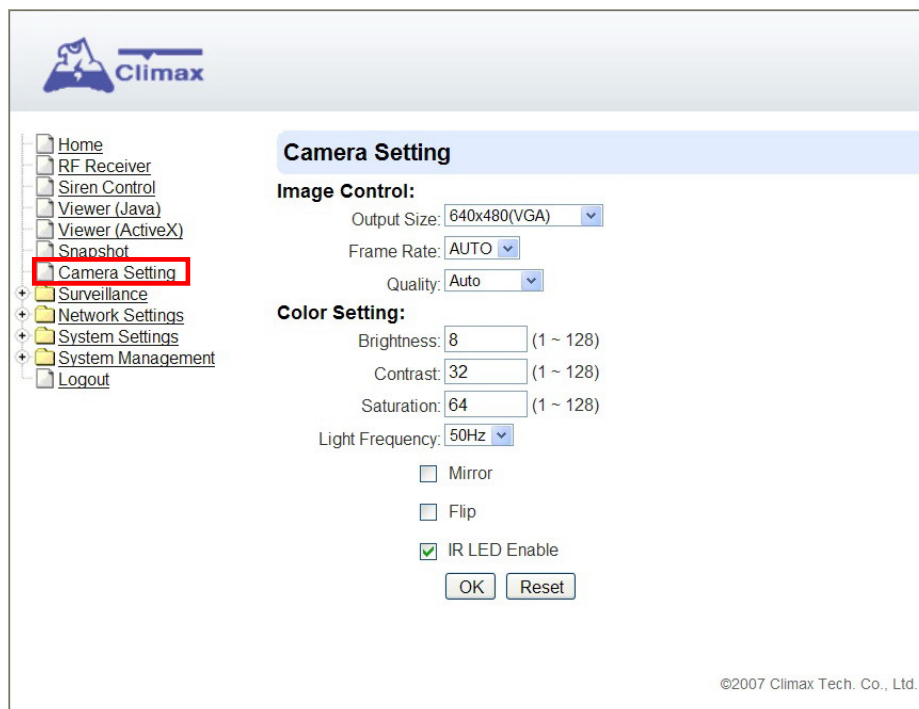 Climax
Home
RF Receiver
Siren Control
Viewer (Java)
Viewer (ActiveX)
Snapshot
Camera Setting
Surveillance
Network Settings
System Settings
System Management
Logout
Camera Setting
Image Control:
Output Size: 640x480(VGA)
Frame Rate: AUTO
Quality: Auto
Color Setting:
Brightness: 8 (1 ~ 128)
Contrast: 32 (1 ~ 128)
Saturation: 64 (1 ~ 128)
Light Frequency: 50Hz
Mirror
Flip
IR LED Enable
OK Reset
©2007 Climax Tech. Co., Ltd.